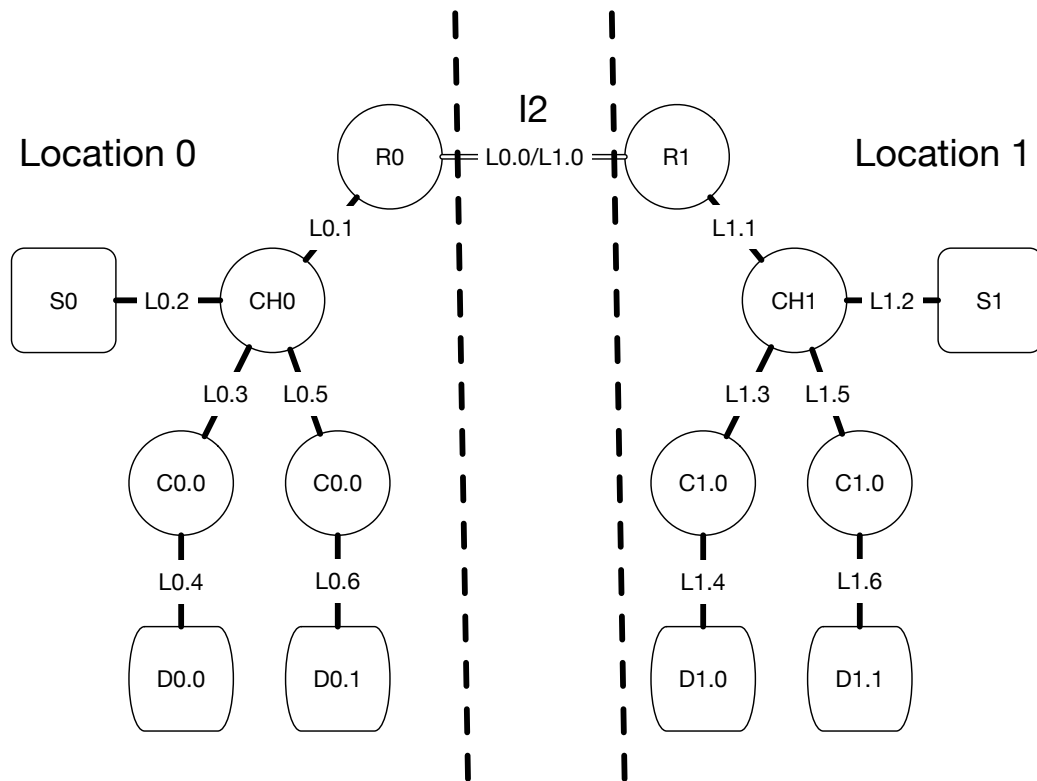 I2
Location 0
R0
L0.0/L1.0
R1
Location 1
L0.1
L1.1
S0
L0.2
CH0
CH1
L1.2
S1
L0.3
L0.5
L1.3
L1.5
C0.0
C0.0
C1.0
C1.0
L0.4
L0.6
L1.4
L1.6
D0.0
D0.1
D1.0
D1.1